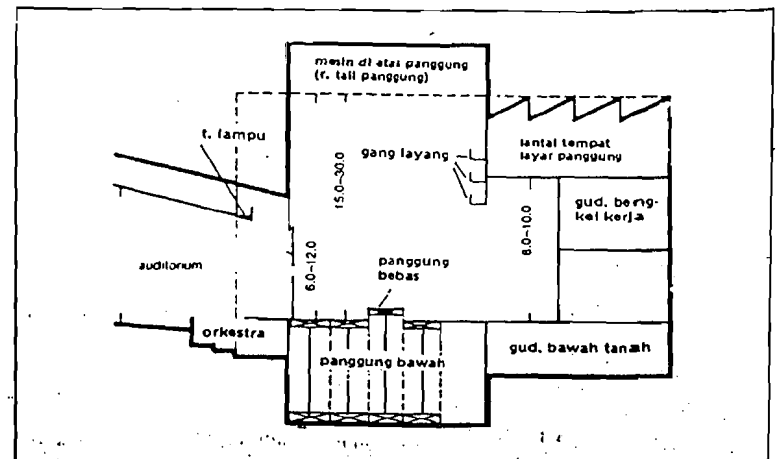 mesin di atas panggung
(r. tali panggung)
t. lampu
gang layang
lantai tempat
layar panggung
15.0–30.0
6.0–12.0
6.0–10.0
gud. beng-
kel kerja
panggung
bebas
auditorium
orkestra
panggung bawah
gud. bawah tanah